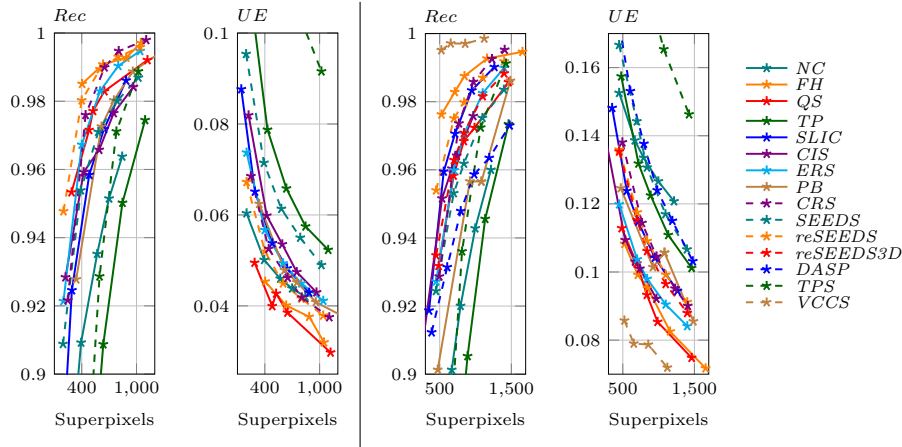 Rec
1
0.98
0.96
0.94
0.92
0.9
400
1,000
Superpixels
UE
0.1
0.08
0.06
0.04
400
1,000
Superpixels
Rec
1
0.98
0.96
0.94
0.92
0.9
500
1,500
Superpixels
UE
0.16
0.14
0.12
0.1
0.08
500
1,500
Superpixels
NC
FH
QS
TP
SLIC
CIS
ERS
PB
CRS
SEEDS
reSEEDS
reSEEDS3D
DASP
TPS
VCCS